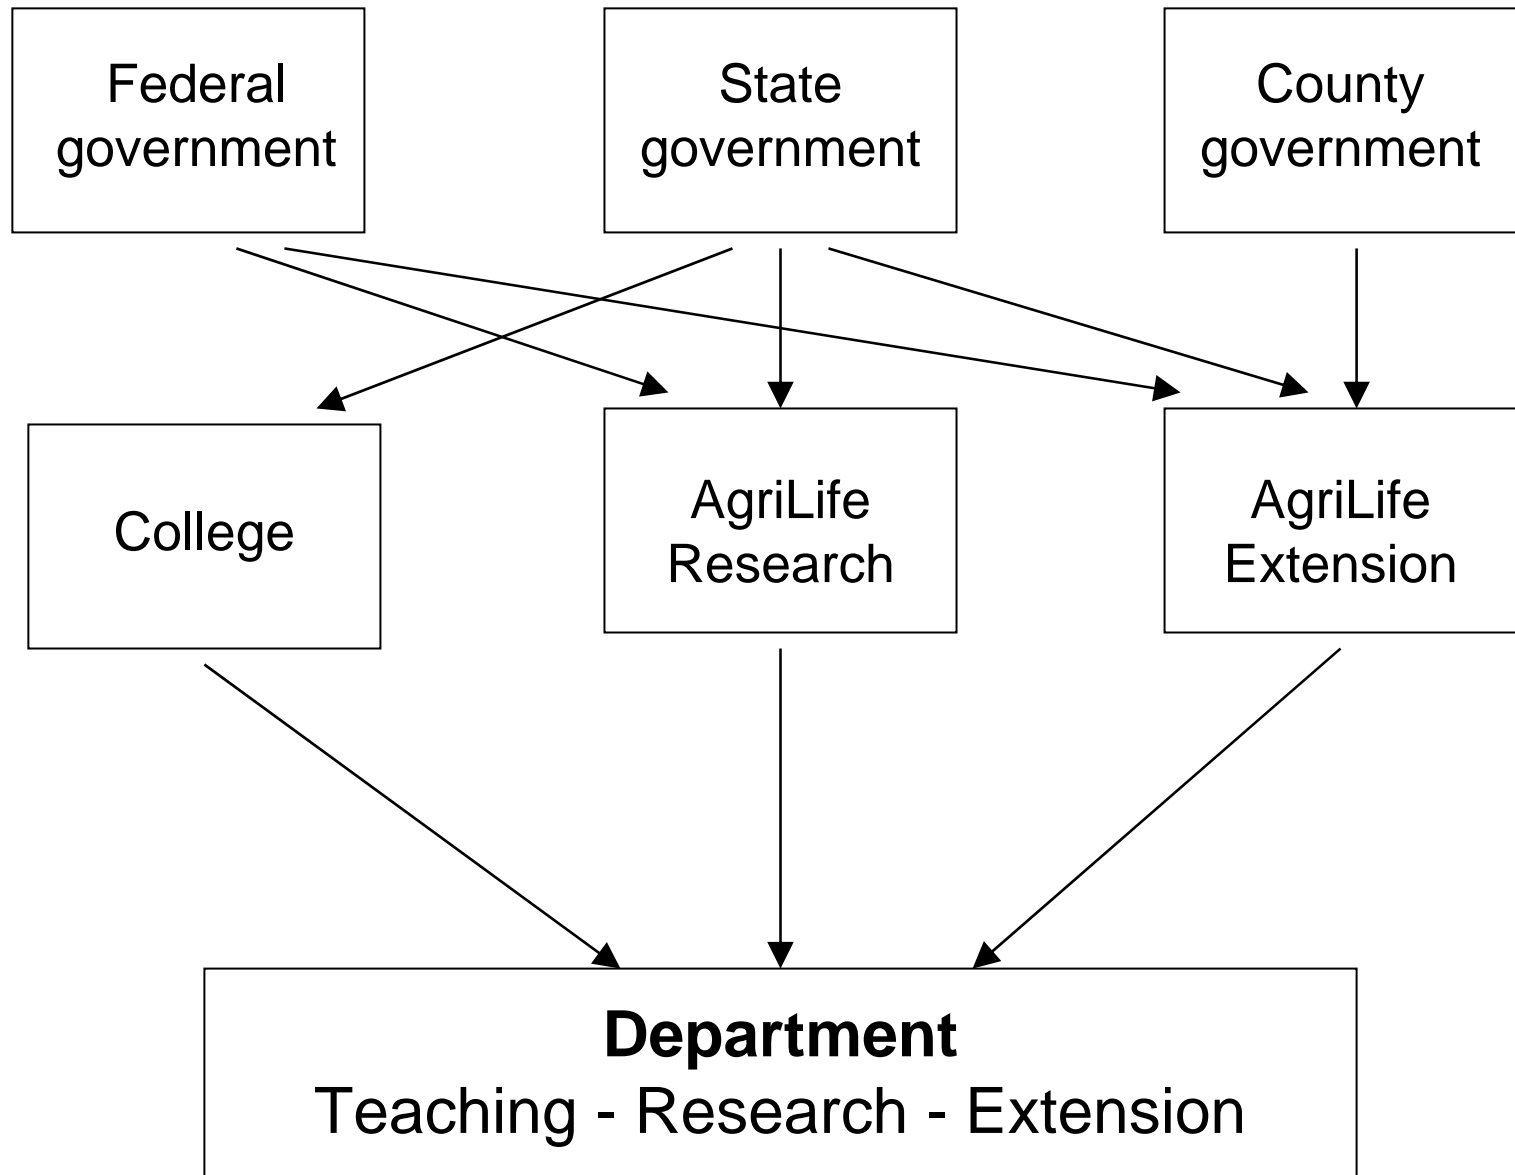 Federal
government
State
government
County
government
College
AgriLife
Research
AgriLife
Extension
Department
Teaching - Research - Extension